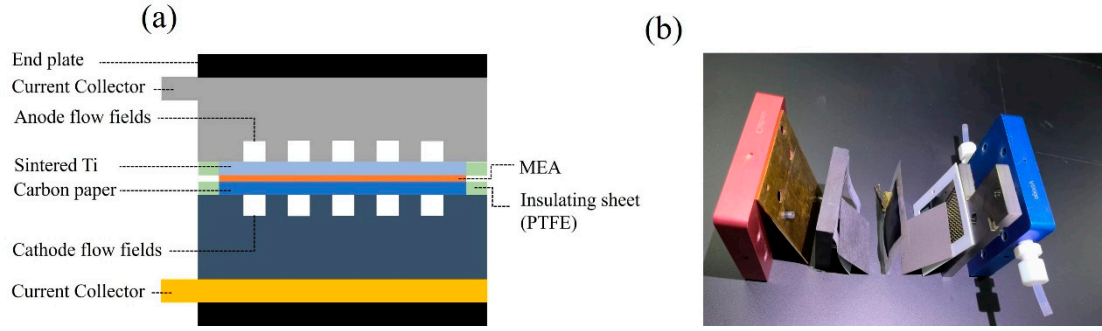 (a)
End plate
Current Collector
Anode flow fields
Sintered Ti
Carbon paper
Cathode flow fields
Current Collector
MEA
Insulating sheet
(PTFE)
(b)